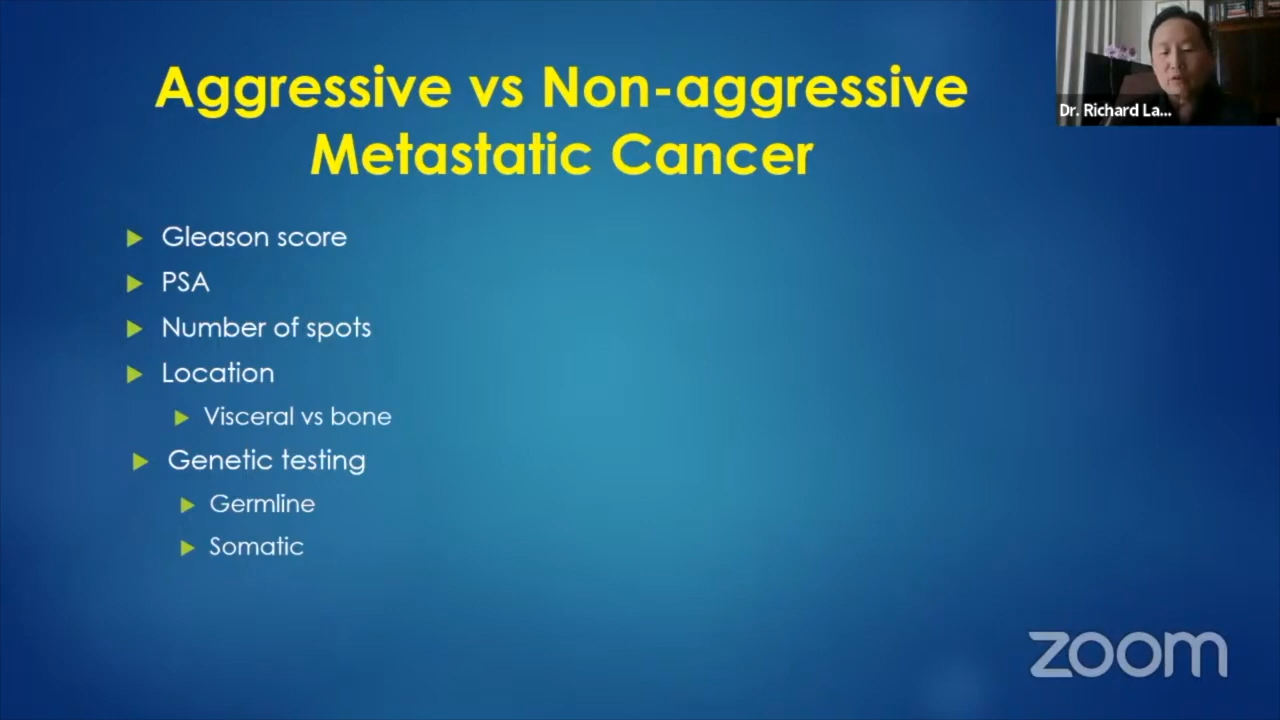 Aggressive vs Non-aggressive
Metastatic Cancer
Dr. Richard La...
Gleason score
PSA
Number of spots
Location
Visceral vs bone
Genetic testing
Germline
Somatic
zoom